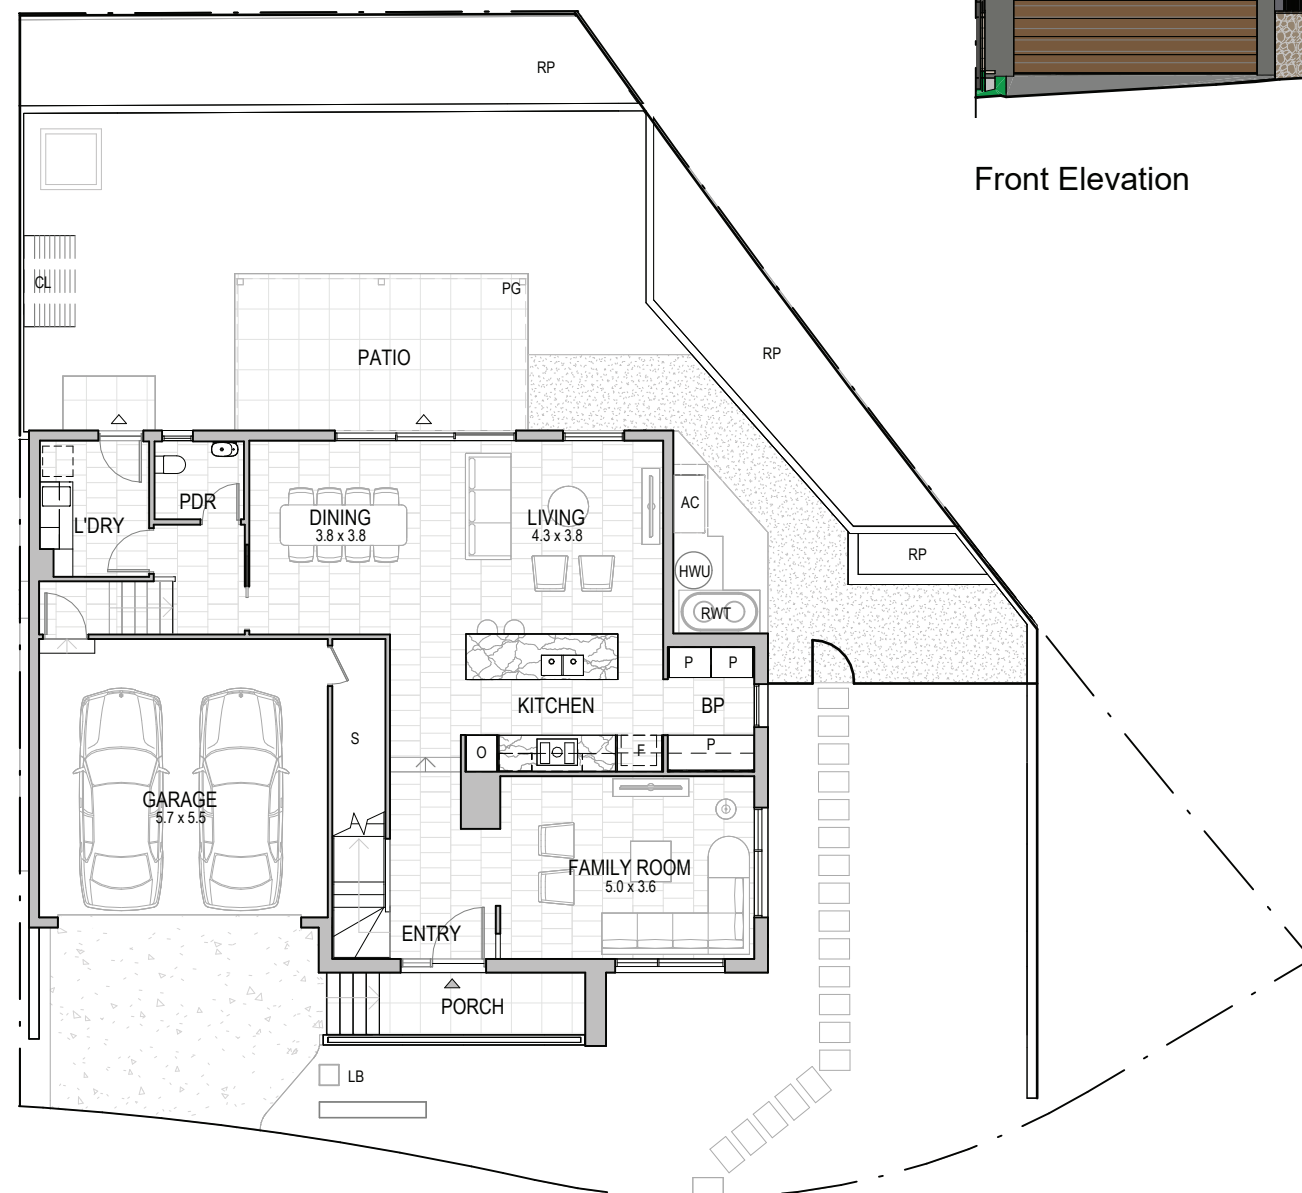 RP
Front Elevation
CL
PG
PATIO
RP
PDR
AC
L'DRY
DINING
3.8 x 3.8
LIVING
4.3 x 3.8
RP
HWU
RWT
P
P
KITCHEN
BP
S
O
F
P
GARAGE
5.7 x 5.5
FAMILY ROOM
5.0 x 3.6
ENTRY
PORCH
LB